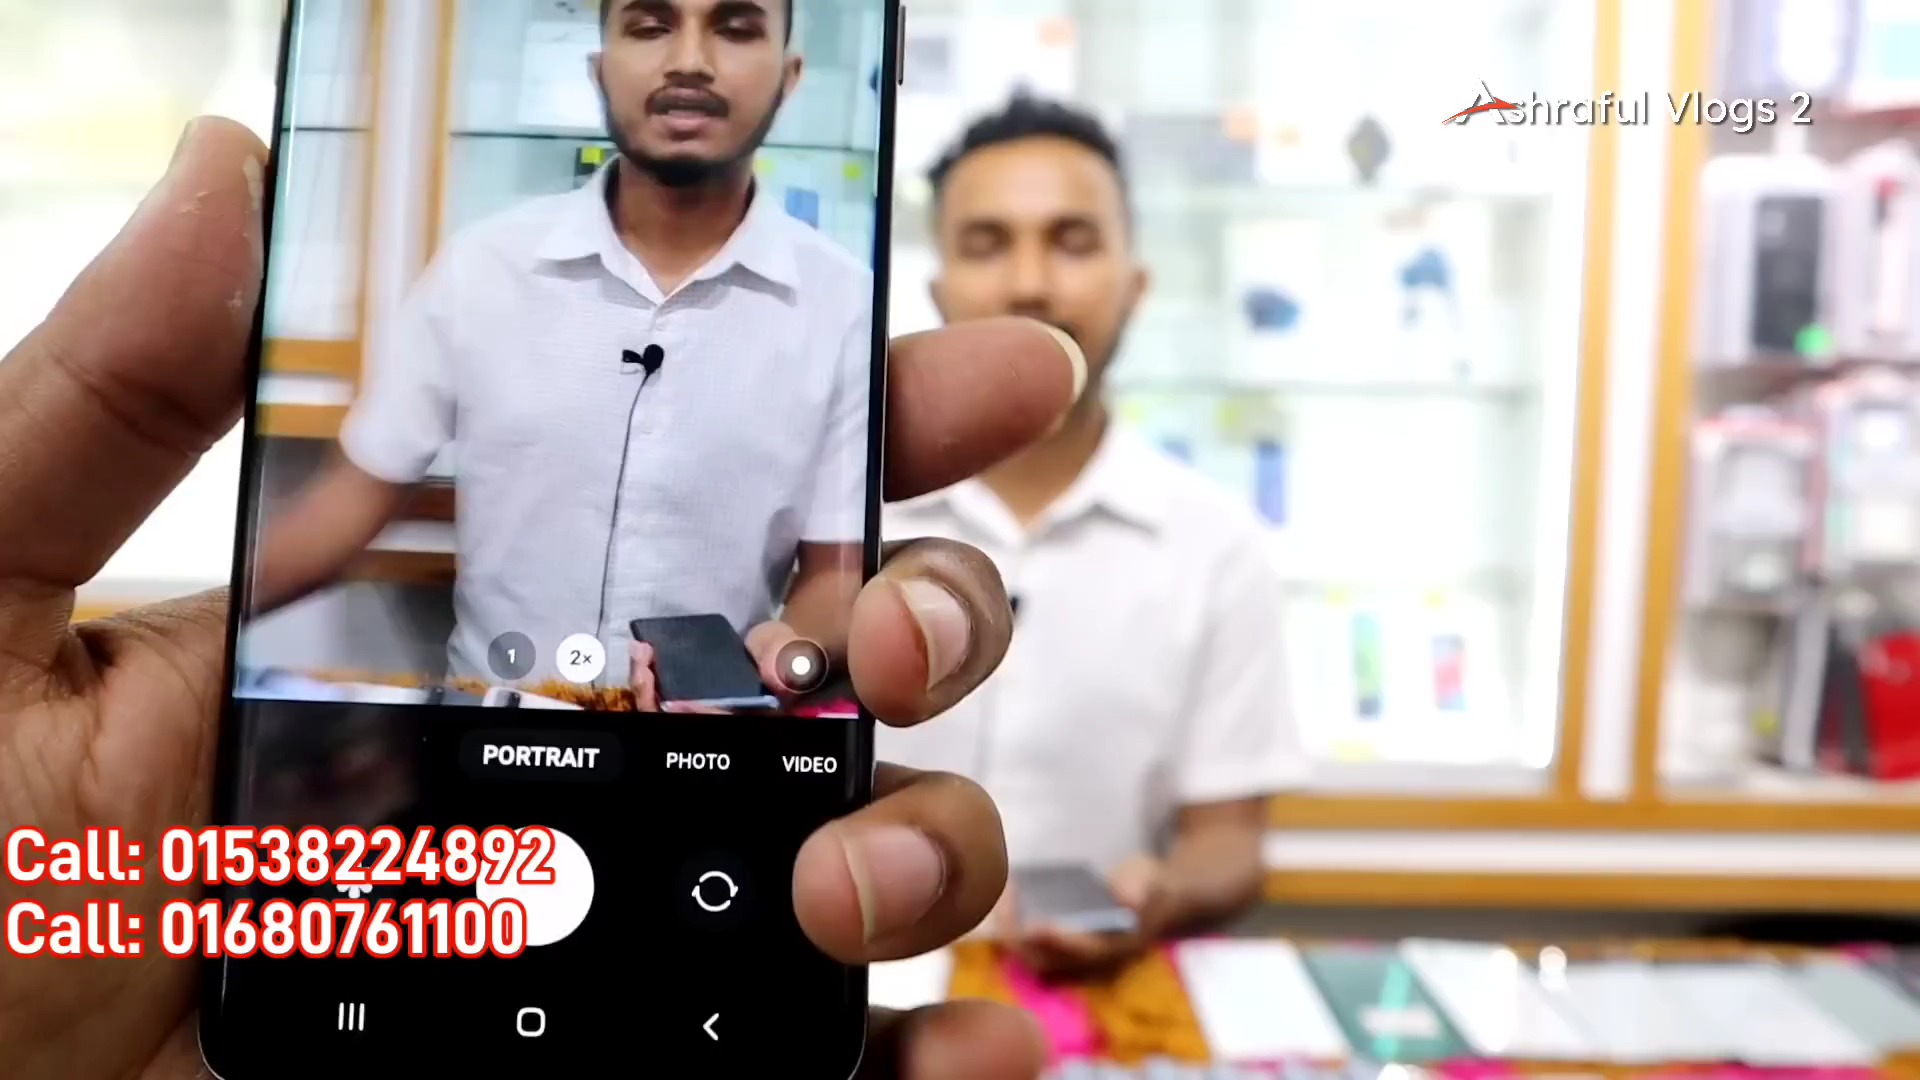 Ashraful Vlogs 2
1 2×
PORTRAIT PHOTO VIDEO
Call: 01538224892
Call: 01680761100